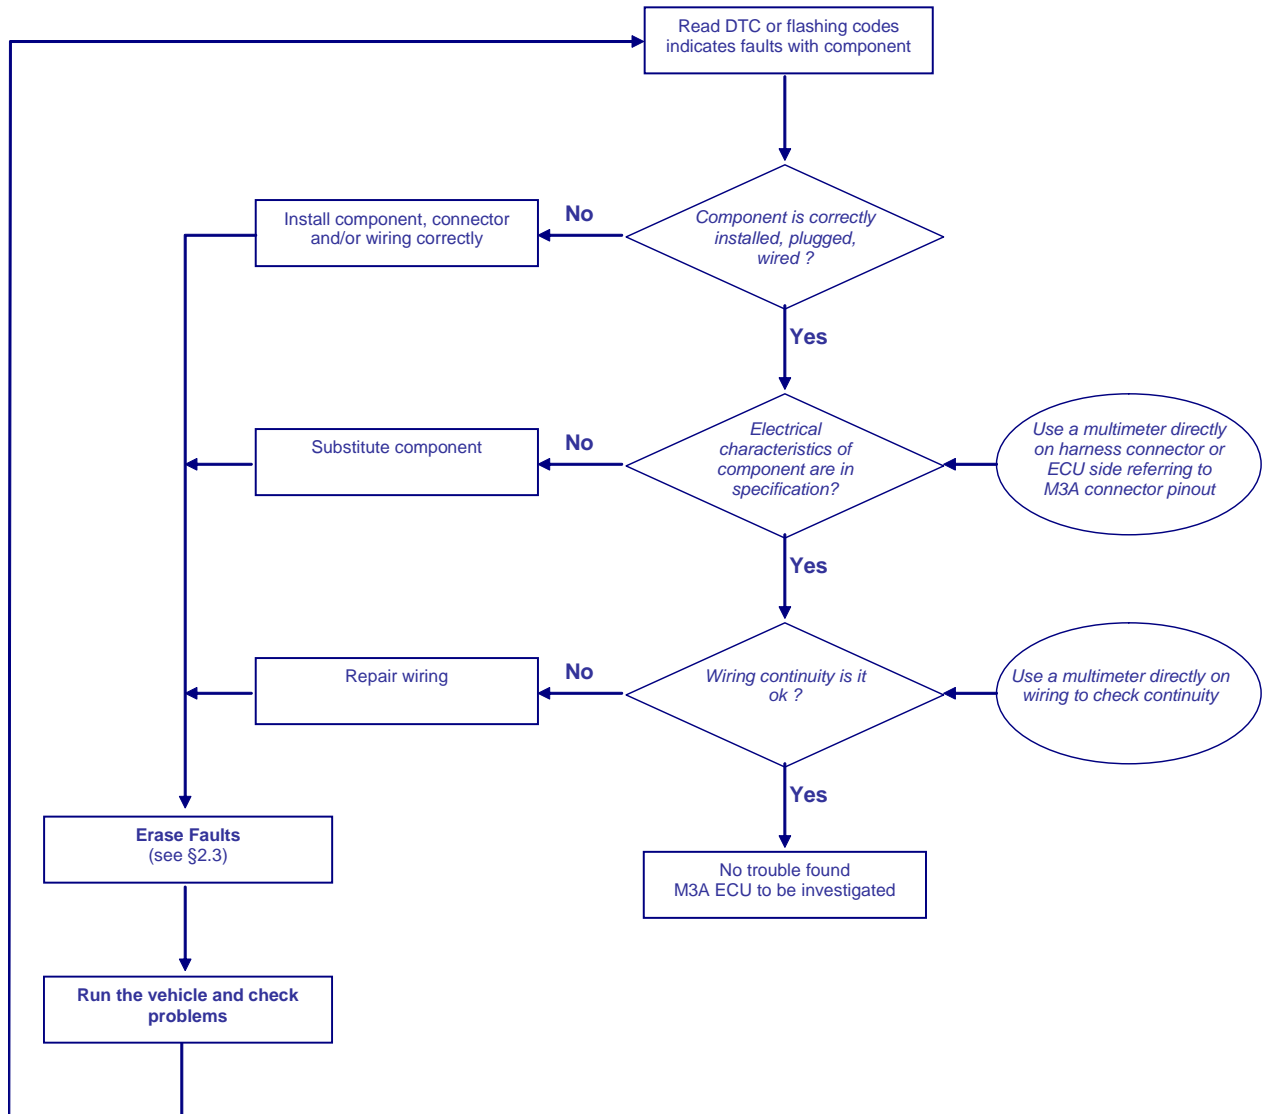 Read DTC or flashing codes
indicates faults with component
Component is correctly
installed, plugged,
wired ?
No
Install component, connector
and/or wiring correctly
Yes
Electrical
characteristics of
component are in
specification?
No
Substitute component
Use a multimeter directly
on harness connector or
ECU side referring to
M3A connector pinout
Yes
Wiring continuity is it
ok ?
No
Repair wiring
Use a multimeter directly on
wiring to check continuity
Yes
No trouble found
M3A ECU to be investigated
Erase Faults
(see §2.3)
Run the vehicle and check
problems